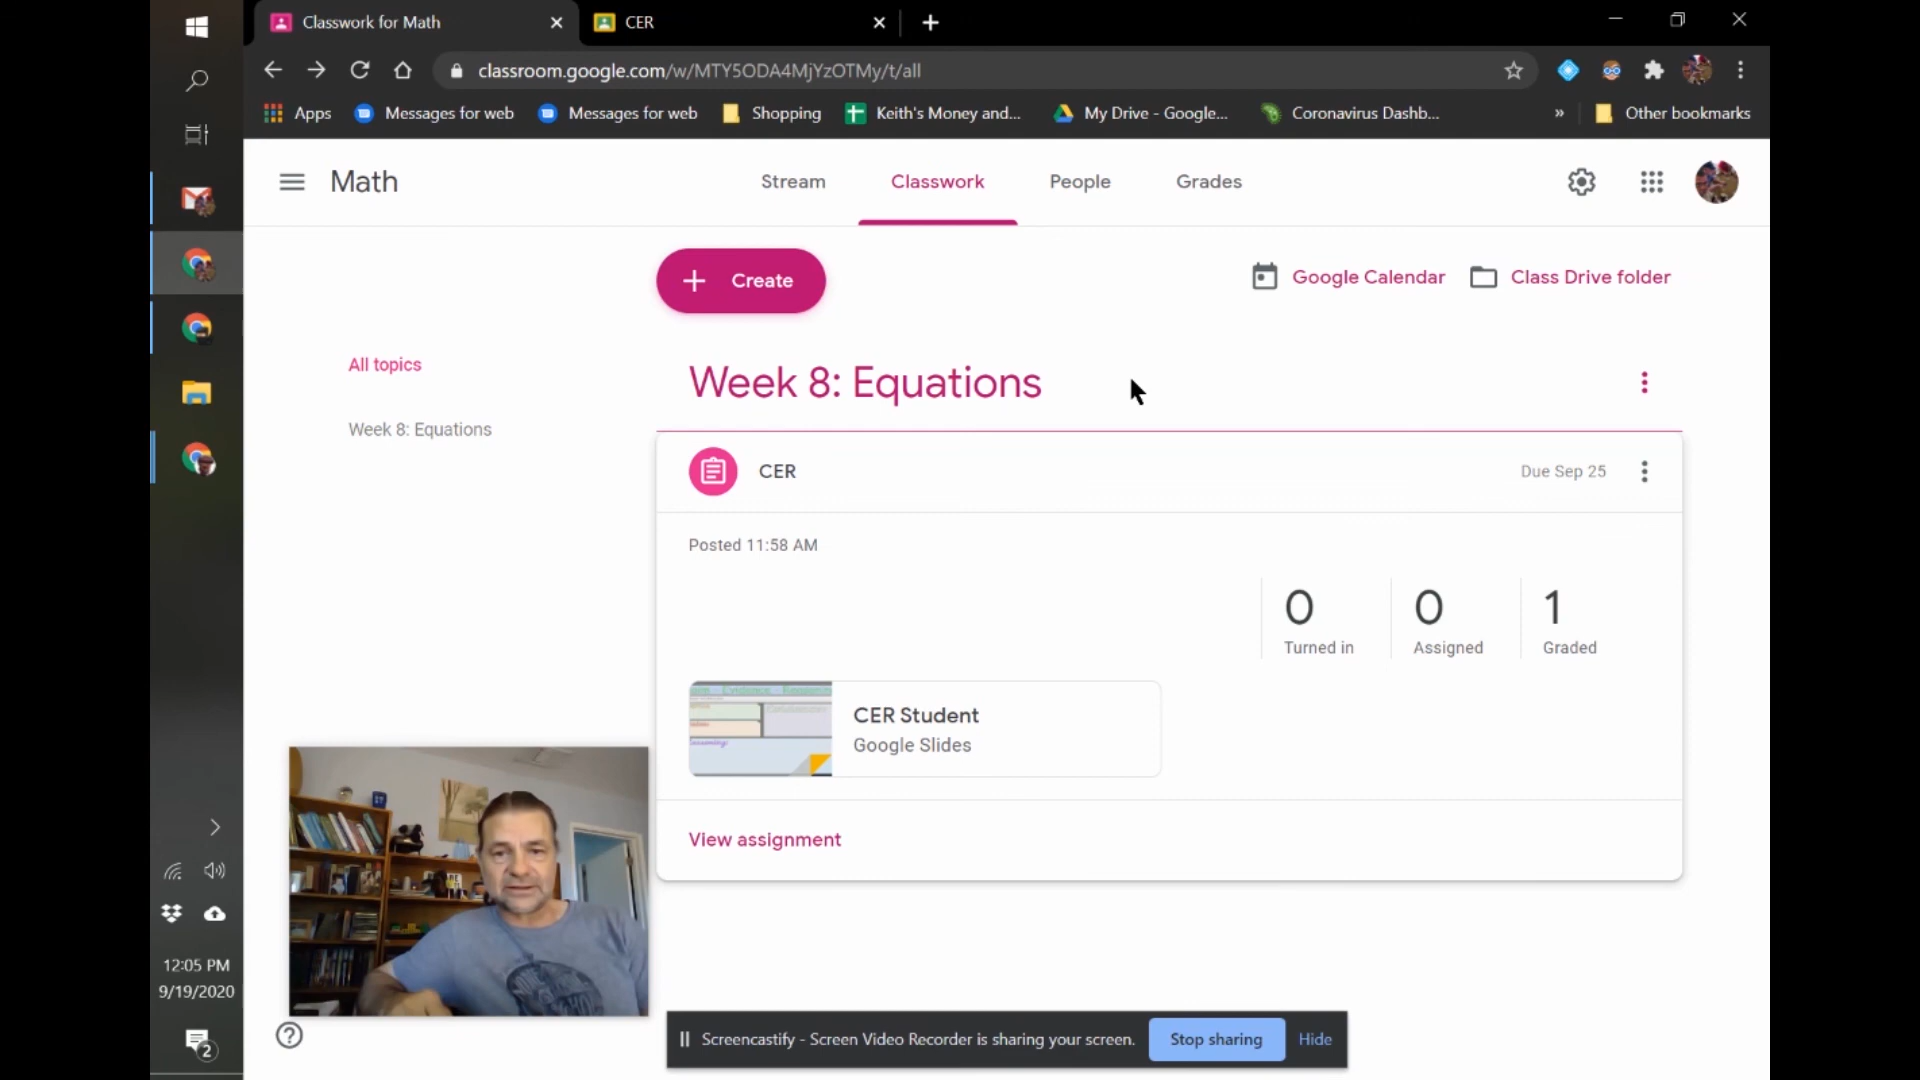 Classwork for Math
CER
classroom.google.com/w/MTY5ODA4MjYzOTMy/t/all
Apps
Messages for web
Messages for web
Shopping
Keith's Money and...
My Drive - Google...
Coronavirus Dashb...
»
Other bookmarks
Math
Stream
Classwork
People
Grades
+ Create
Google Calendar
Class Drive folder
All topics
Week 8: Equations
Week 8: Equations
CER
Due Sep 25
Posted 11:58 AM
0
Turned in
0
Assigned
1
Graded
CER Student
Google Slides
View assignment
12:05 PM
9/19/2020
2
Screencastify - Screen Video Recorder is sharing your screen.
Stop sharing
Hide